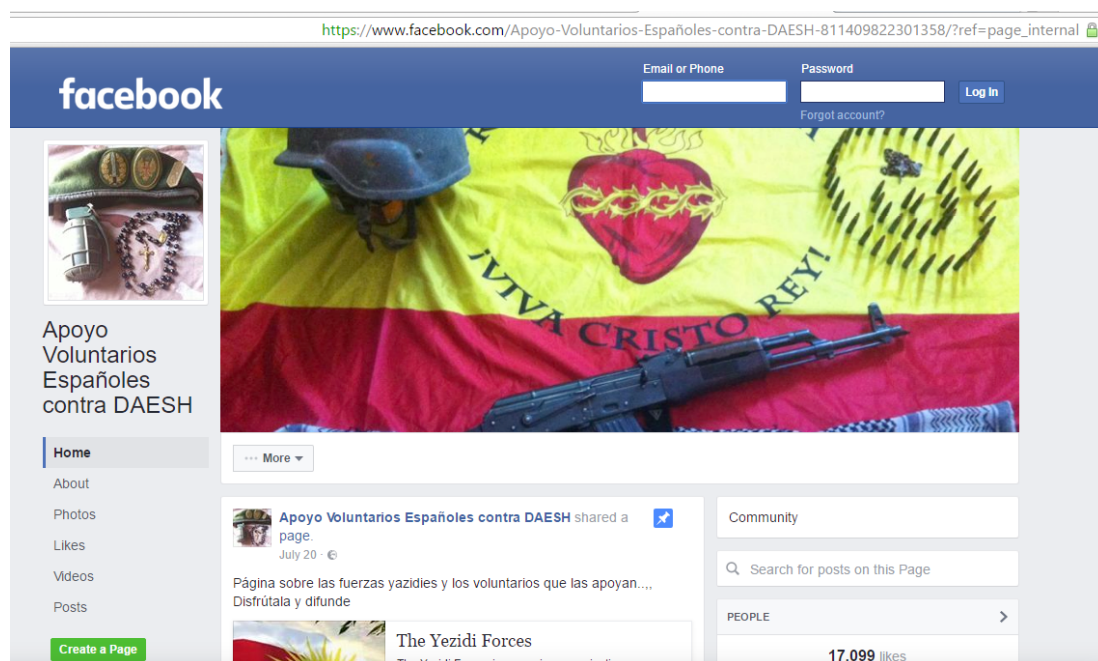 https://www.facebook.com/Apoyo-Voluntarios-Españoles-contra-DAESH-811409822301358/?ref=page_internal
facebook
Email or Phone
Password
Log In
Forgot account?
¡VIVA CRISTO REY!
Apoyo
Voluntarios
Españoles
contra DAESH
Home
About
Photos
Likes
Videos
Posts
Create a Page
More
Apoyo Voluntarios Españoles contra DAESH shared a
page.
July 20 ·
Página sobre las fuerzas yazidies y los voluntarios que las apoyan..,,
Disfrútala y difunde
The Yezidi Forces
Community
Search for posts on this Page
PEOPLE
17,099 likes